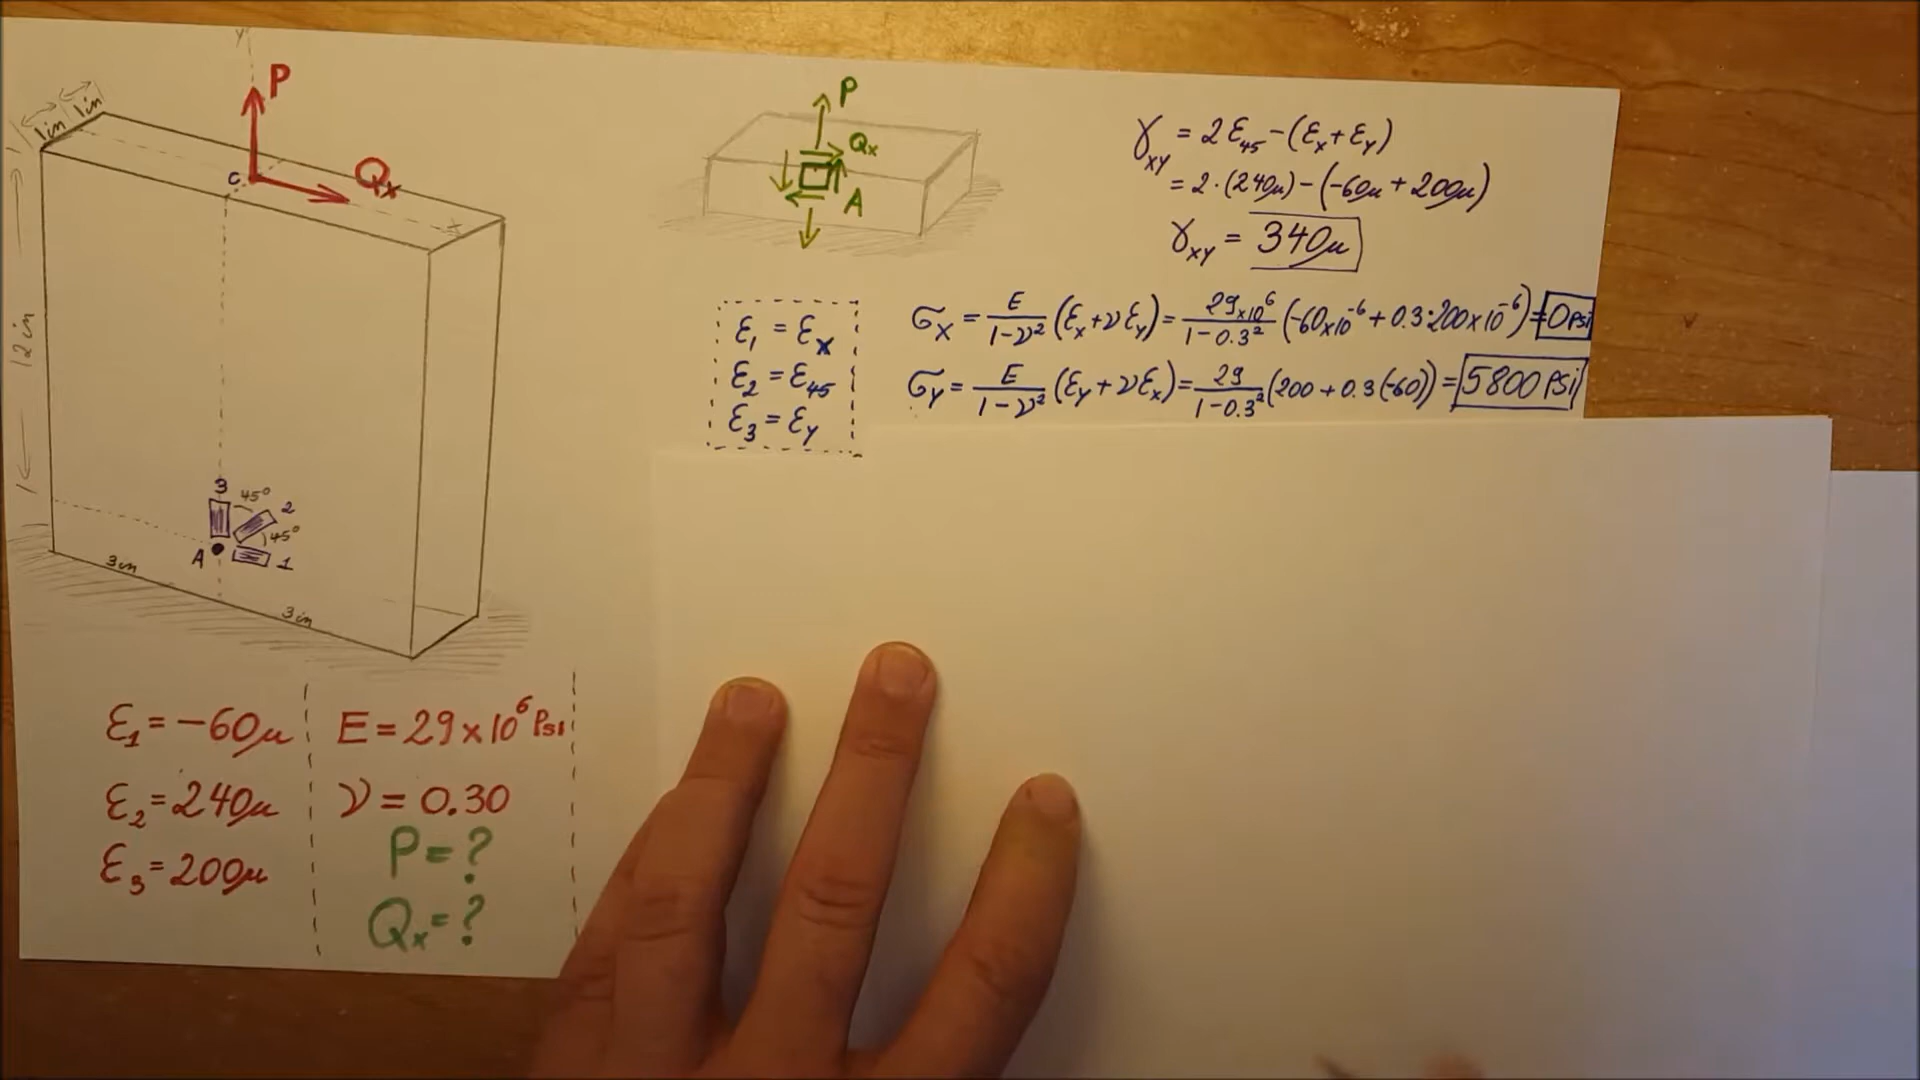 y
P
1in
1in
C
Qx
x
12in
3
45°
2
45°
A
1
3in
3in
ε1 = -60μ
ε2 = 240μ
ε3 = 200μ
E = 29 x 10^6 Psi
ν = 0.30
P = ?
Qx = ?
P
Qx
A
ε1 = εx
ε2 = ε45
ε3 = εy
γxy = 2ε45 - (εx + εy)
= 2·(240μ) - (-60μ + 200μ)
γxy = 340μ
σx = E/(1-ν²) (εx + νεy) = 29x10^6/(1-0.3²) (-60x10^-6 + 0.3·200x10^-6) = 0 Psi
σy = E/(1-ν²) (εy + νεx) = 29/(1-0.3²) (200 + 0.3(-60)) = 5800 PSi